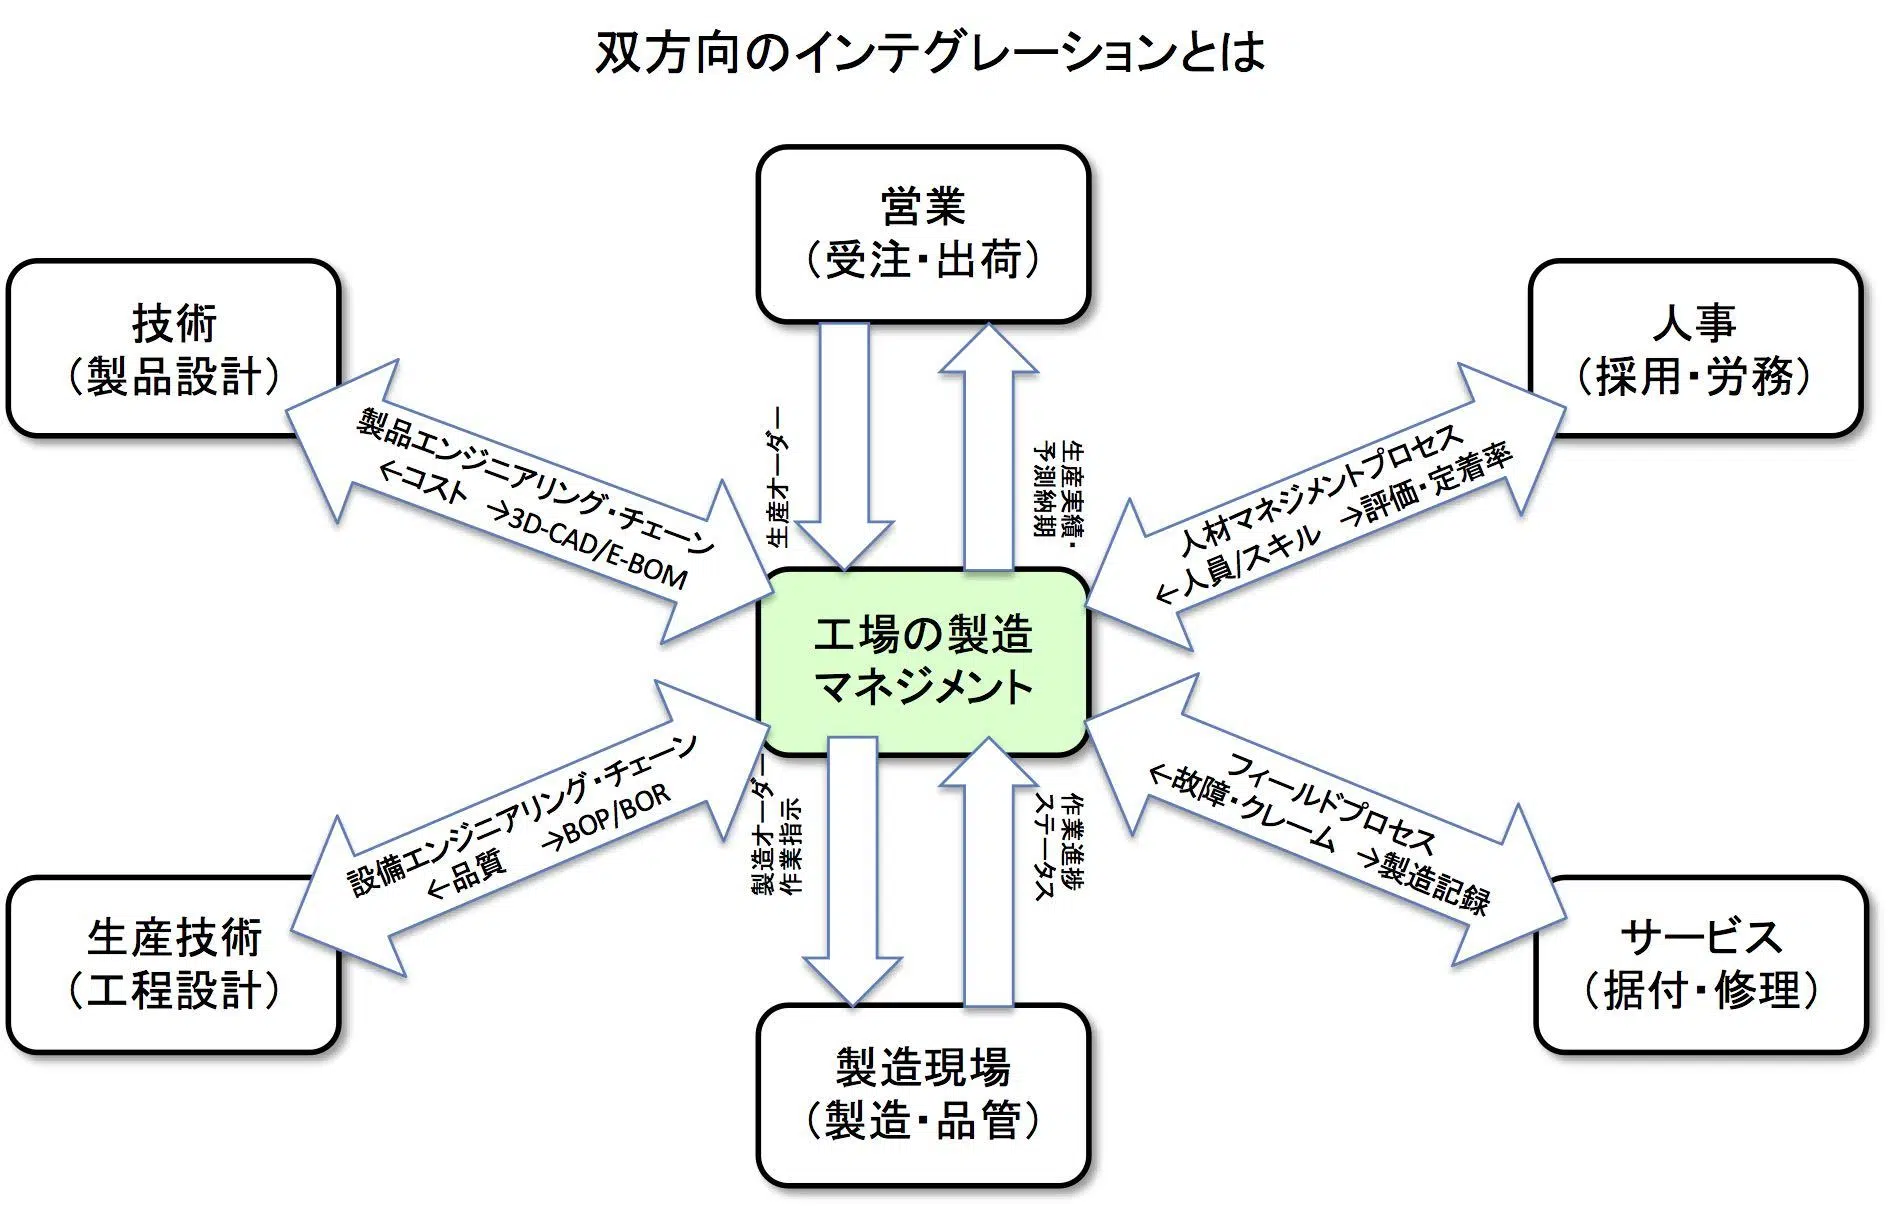 双方向のインテグレーションとは
営業
（受注・出荷）
技術
（製品設計）
人事
（採用・労務）
製品エンジニアリング・チェーン
←コスト →3D-CAD/E-BOM
生産オーダー
生産実績・
予測納期
人材マネジメントプロセス
←人員/スキル →評価・定着率
工場の製造
マネジメント
設備エンジニアリング・チェーン
←品質 →BOP/BOR
製造オーダー
作業指示
作業進捗
ステータス
フィールドプロセス
←故障・クレーム →製造記録
生産技術
（工程設計）
サービス
（据付・修理）
製造現場
（製造・品管）